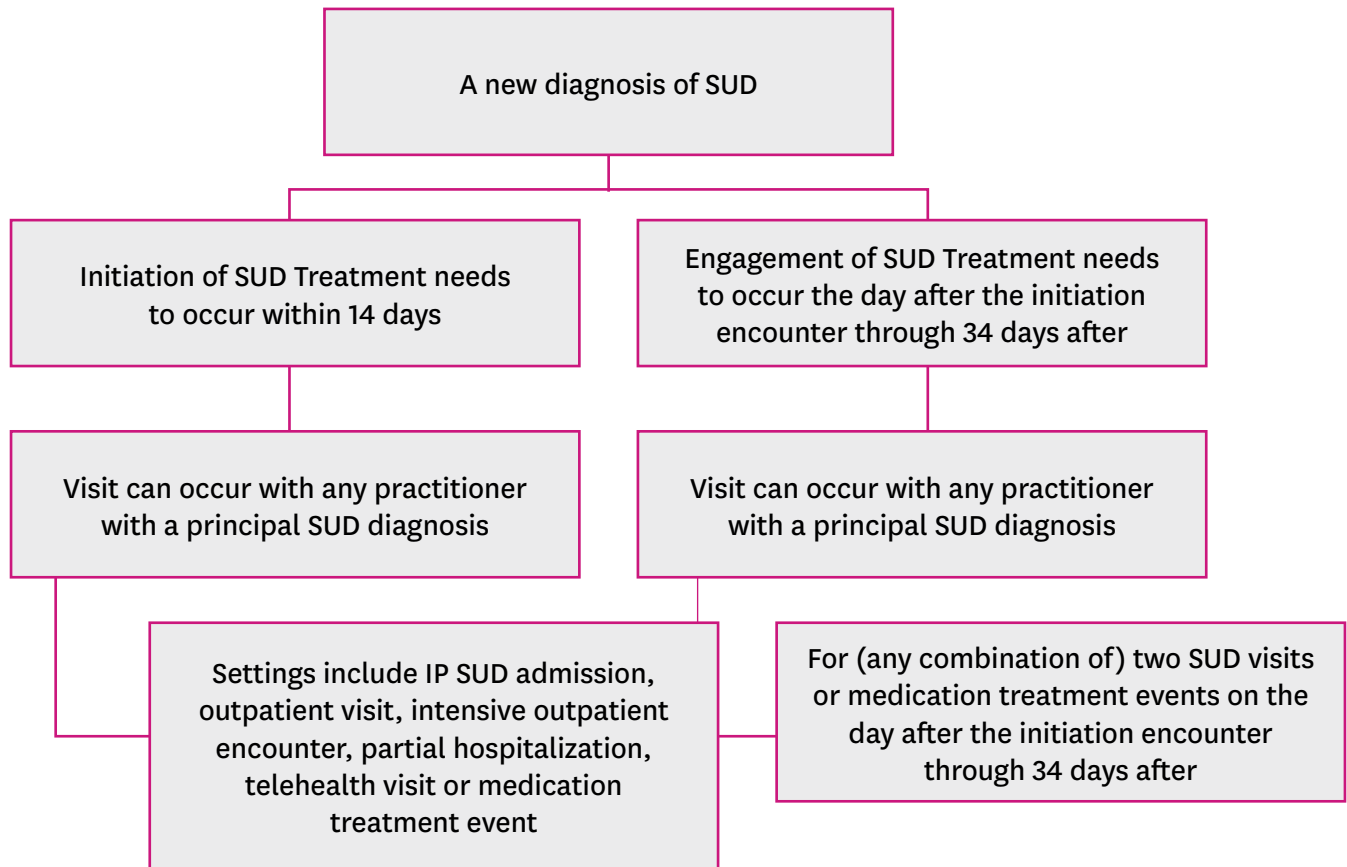 A new diagnosis of SUD
Initiation of SUD Treatment needs
to occur within 14 days
Engagement of SUD Treatment needs
to occur the day after the initiation
encounter through 34 days after
Visit can occur with any practitioner
with a principal SUD diagnosis
Visit can occur with any practitioner
with a principal SUD diagnosis
Settings include IP SUD admission,
outpatient visit, intensive outpatient
encounter, partial hospitalization,
telehealth visit or medication
treatment event
For (any combination of) two SUD visits
or medication treatment events on the
day after the initiation encounter
through 34 days after